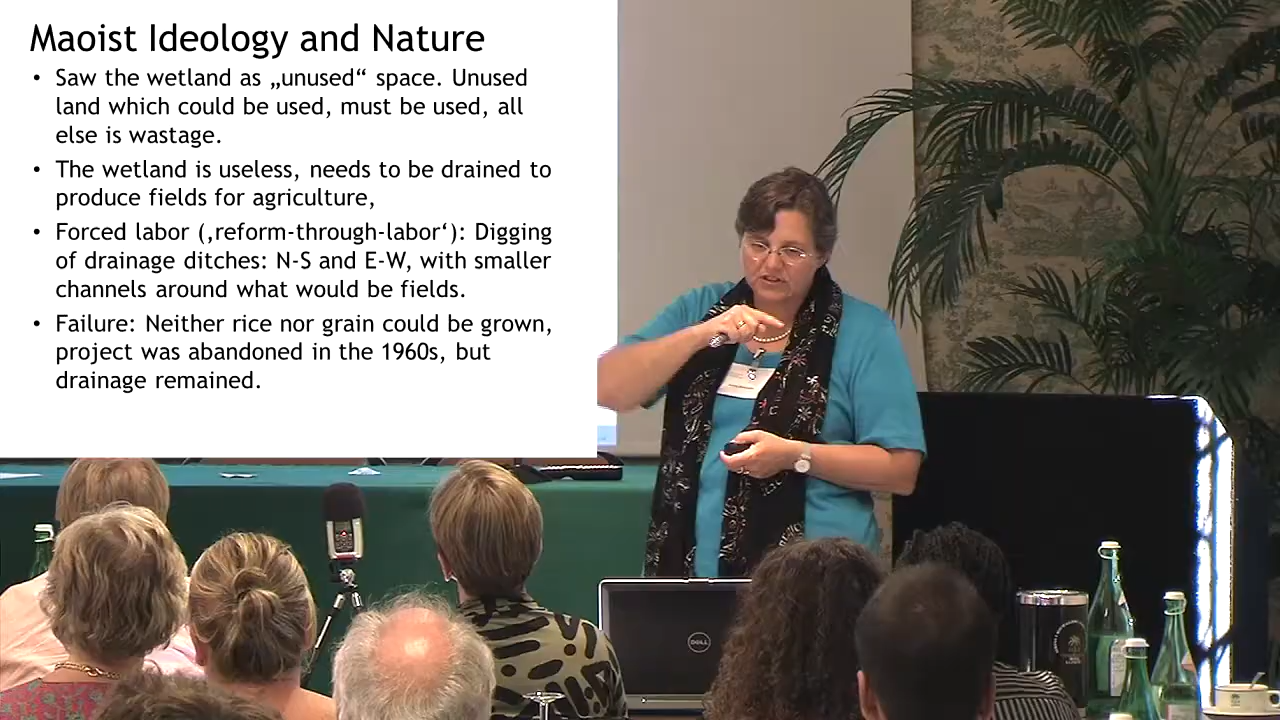 Maoist Ideology and Nature
• Saw the wetland as „unused“ space. Unused
land which could be used, must be used, all
else is wastage.
• The wetland is useless, needs to be drained to
produce fields for agriculture,
• Forced labor (‚reform-through-labor‘): Digging
of drainage ditches: N-S and E-W, with smaller
channels around what would be fields.
• Failure: Neither rice nor grain could be grown,
project was abandoned in the 1960s, but
drainage remained.
DELL